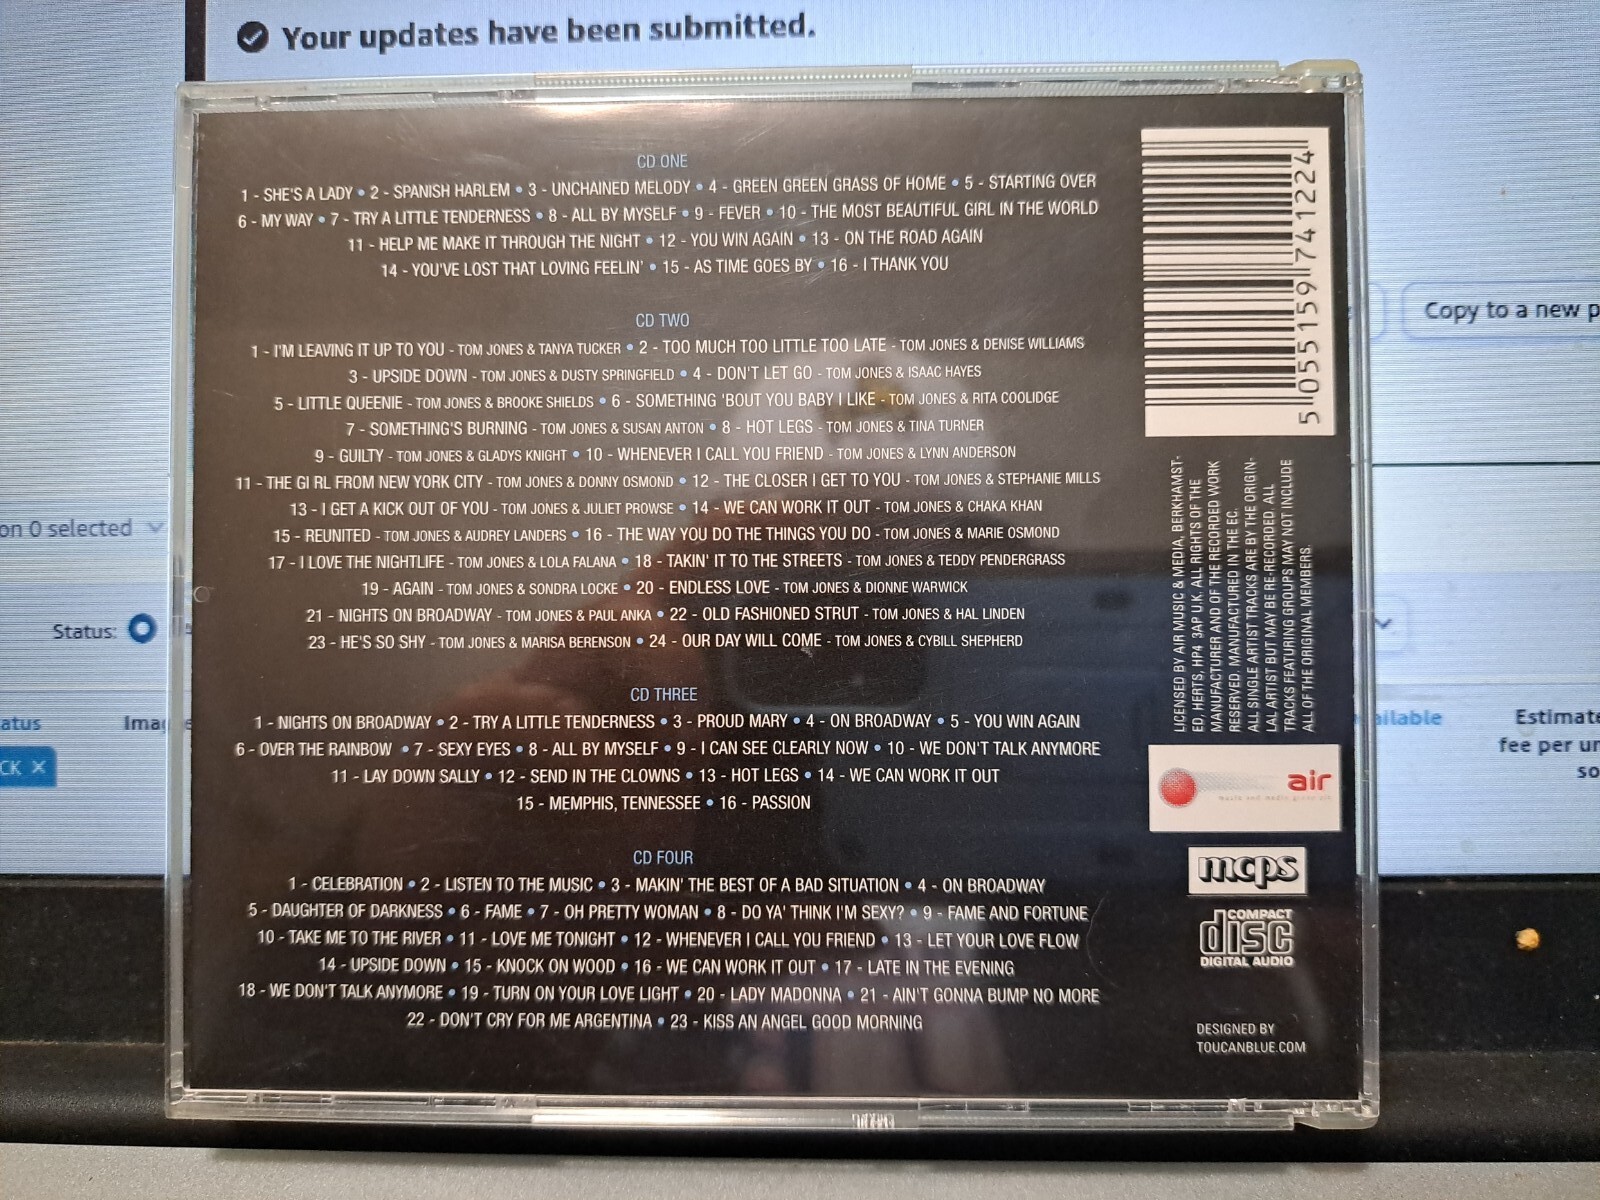 Your updates have been submitted.
CD ONE
1 - SHE'S A LADY • 2 - SPANISH HARLEM • 3 - UNCHAINED MELODY • 4 - GREEN GREEN GRASS OF HOME • 5 - STARTING OVER
6 - MY WAY • 7 - TRY A LITTLE TENDERNESS • 8 - ALL BY MYSELF • 9 - FEVER • 10 - THE MOST BEAUTIFUL GIRL IN THE WORLD
11 - HELP ME MAKE IT THROUGH THE NIGHT • 12 - YOU WIN AGAIN • 13 - ON THE ROAD AGAIN
14 - YOU'VE LOST THAT LOVING FEELIN' • 15 - AS TIME GOES BY • 16 - I THANK YOU
CD TWO
1 - I'M LEAVING IT UP TO YOU - TOM JONES & TANYA TUCKER • 2 - TOO MUCH TOO LITTLE TOO LATE - TOM JONES & DENISE WILLIAMS
3 - UPSIDE DOWN - TOM JONES & DUSTY SPRINGFIELD • 4 - DON'T LET GO - TOM JONES & ISAAC HAYES
5 - LITTLE QUEENIE - TOM JONES & BROOKE SHIELDS • 6 - SOMETHING 'BOUT YOU BABY I LIKE - TOM JONES & RITA COOLIDGE
7 - SOMETHING'S BURNING - TOM JONES & SUSAN ANTON • 8 - HOT LEGS - TOM JONES & TINA TURNER
9 - GUILTY - TOM JONES & GLADYS KNIGHT • 10 - WHENEVER I CALL YOU FRIEND - TOM JONES & LYNN ANDERSON
11 - THE GI RL FROM NEW YORK CITY - TOM JONES & DONNY OSMOND • 12 - THE CLOSER I GET TO YOU - TOM JONES & STEPHANIE MILLS
13 - I GET A KICK OUT OF YOU - TOM JONES & JULIET PROWSE • 14 - WE CAN WORK IT OUT - TOM JONES & CHAKA KHAN
15 - REUNITED - TOM JONES & AUDREY LANDERS • 16 - THE WAY YOU DO THE THINGS YOU DO - TOM JONES & MARIE OSMOND
17 - I LOVE THE NIGHTLIFE - TOM JONES & LOLA FALANA • 18 - TAKIN' IT TO THE STREETS - TOM JONES & TEDDY PENDERGRASS
19 - AGAIN - TOM JONES & SONDRA LOCKE • 20 - ENDLESS LOVE - TOM JONES & DIONNE WARWICK
21 - NIGHTS ON BROADWAY - TOM JONES & PAUL ANKA • 22 - OLD FASHIONED STRUT - TOM JONES & HAL LINDEN
23 - HE'S SO SHY - TOM JONES & MARISA BERENSON • 24 - OUR DAY WILL COME - TOM JONES & CYBILL SHEPHERD
CD THREE
1 - NIGHTS ON BROADWAY • 2 - TRY A LITTLE TENDERNESS • 3 - PROUD MARY • 4 - ON BROADWAY • 5 - YOU WIN AGAIN
6 - OVER THE RAINBOW • 7 - SEXY EYES • 8 - ALL BY MYSELF • 9 - I CAN SEE CLEARLY NOW • 10 - WE DON'T TALK ANYMORE
11 - LAY DOWN SALLY • 12 - SEND IN THE CLOWNS • 13 - HOT LEGS • 14 - WE CAN WORK IT OUT
15 - MEMPHIS, TENNESSEE • 16 - PASSION
CD FOUR
1 - CELEBRATION • 2 - LISTEN TO THE MUSIC • 3 - MAKIN' THE BEST OF A BAD SITUATION • 4 - ON BROADWAY
5 - DAUGHTER OF DARKNESS • 6 - FAME • 7 - OH PRETTY WOMAN • 8 - DO YA' THINK I'M SEXY? • 9 - FAME AND FORTUNE
10 - TAKE ME TO THE RIVER • 11 - LOVE ME TONIGHT • 12 - WHENEVER I CALL YOU FRIEND • 13 - LET YOUR LOVE FLOW
14 - UPSIDE DOWN • 15 - KNOCK ON WOOD • 16 - WE CAN WORK IT OUT • 17 - LATE IN THE EVENING
18 - WE DON'T TALK ANYMORE • 19 - TURN ON YOUR LOVE LIGHT • 20 - LADY MADONNA • 21 - AIN'T GONNA BUMP NO MORE
22 - DON'T CRY FOR ME ARGENTINA • 23 - KISS AN ANGEL GOOD MORNING
5 055159 741224
LICENSED BY AIR MUSIC & MEDIA, BERKHAMST-
ED, HERTS, HP4 3AP U.K. ALL RIGHTS OF THE
MANUFACTURER AND OF THE RECORDED WORK
RESERVED. MANUFACTURED IN THE EC.
ALL SINGLE ARTIST TRACKS ARE BY THE ORIGIN-
LAL ARTIST BUT MAY BE RE-RECORDED. ALL
TRACKS FEATURING GROUPS MAY NOT INCLUDE
ALL OF THE ORIGINAL MEMBERS.
air
mcps
COMPACT
disc
DIGITAL AUDIO
DESIGNED BY
TOUCANBLUE.COM
Copy to a new p
on 0 selected
Status:
atus
CK X
ailable
Estimate
fee per un
so